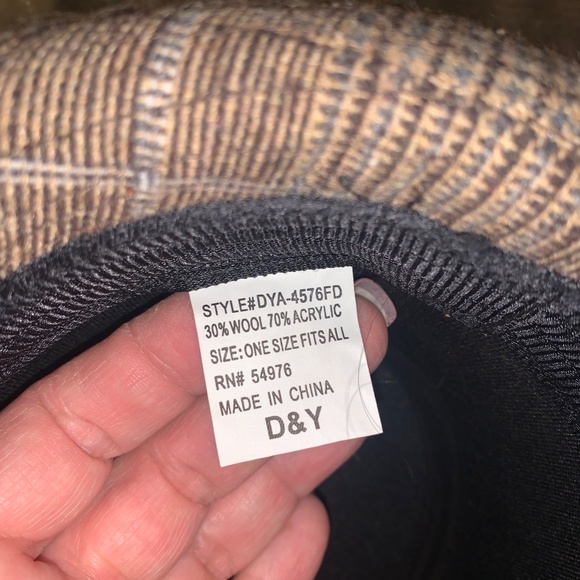 STYLE#DYA-4576FD
30% WOOL 70% ACRYLIC
SIZE: ONE SIZE FITS ALL
RN# 54976
MADE IN CHINA
D&Y